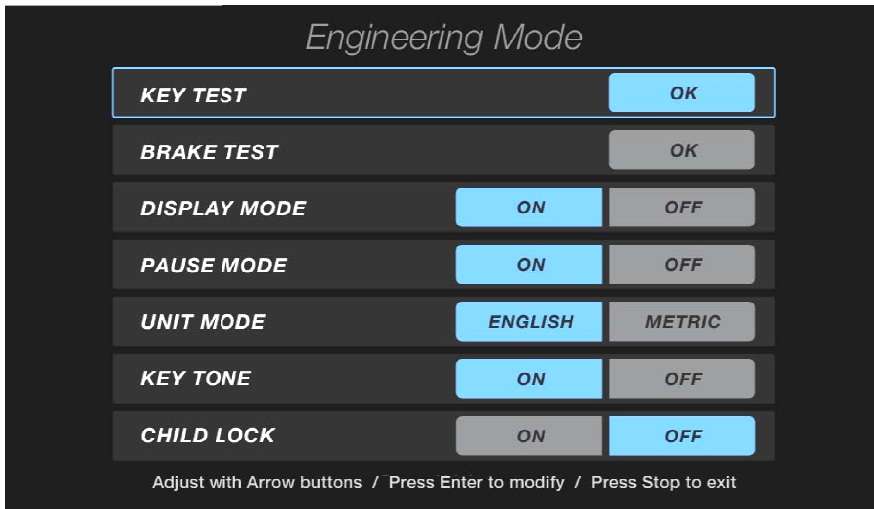 Engineering Mode
KEY TEST OK
BRAKE TEST OK
DISPLAY MODE ON OFF
PAUSE MODE ON OFF
UNIT MODE ENGLISH METRIC
KEY TONE ON OFF
CHILD LOCK ON OFF
Adjust with Arrow buttons / Press Enter to modify / Press Stop to exit